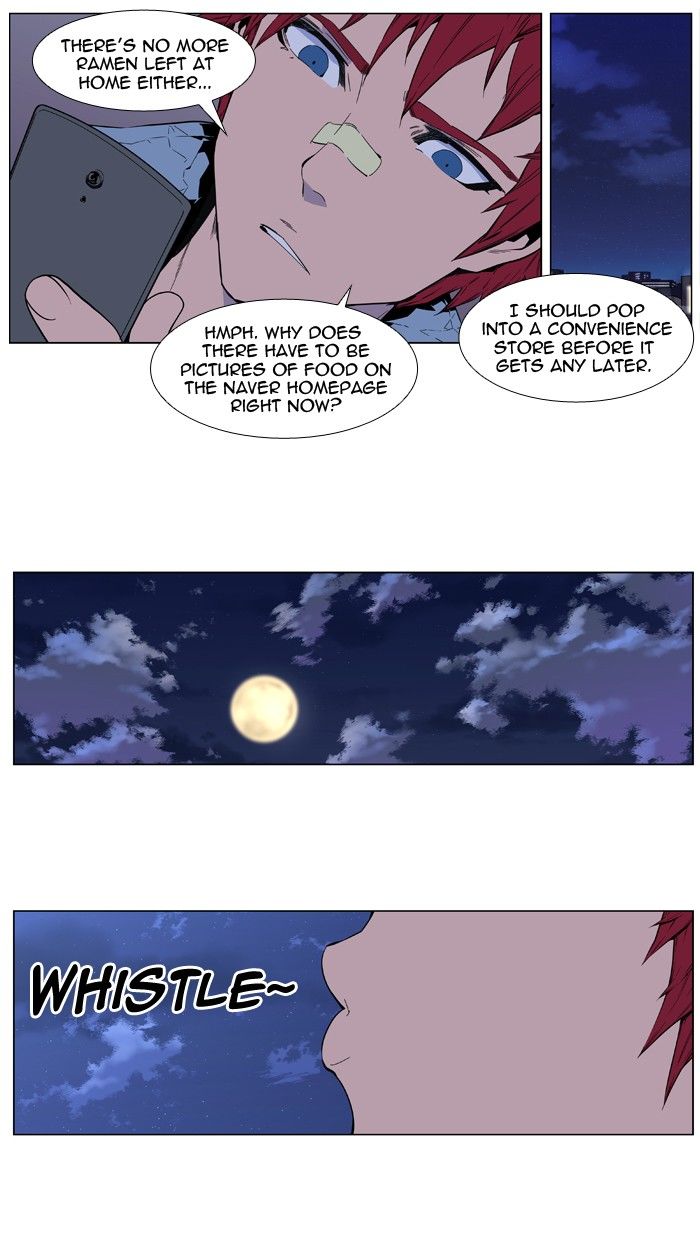 THERE'S NO MORE
RAMEN LEFT AT
HOME EITHER...
HMPH. WHY DOES
THERE HAVE TO BE
PICTURES OF FOOD ON
THE NAVER HOMEPAGE
RIGHT NOW?
I SHOULD POP
INTO A CONVENIENCE
STORE BEFORE IT
GETS ANY LATER.
WHISTLE~